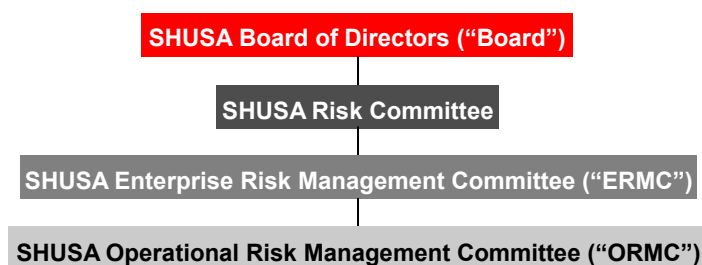 SHUSA Board of Directors (“Board”)
SHUSA Risk Committee
SHUSA Enterprise Risk Management Committee (“ERMC”)
SHUSA Operational Risk Management Committee (“ORMC”)